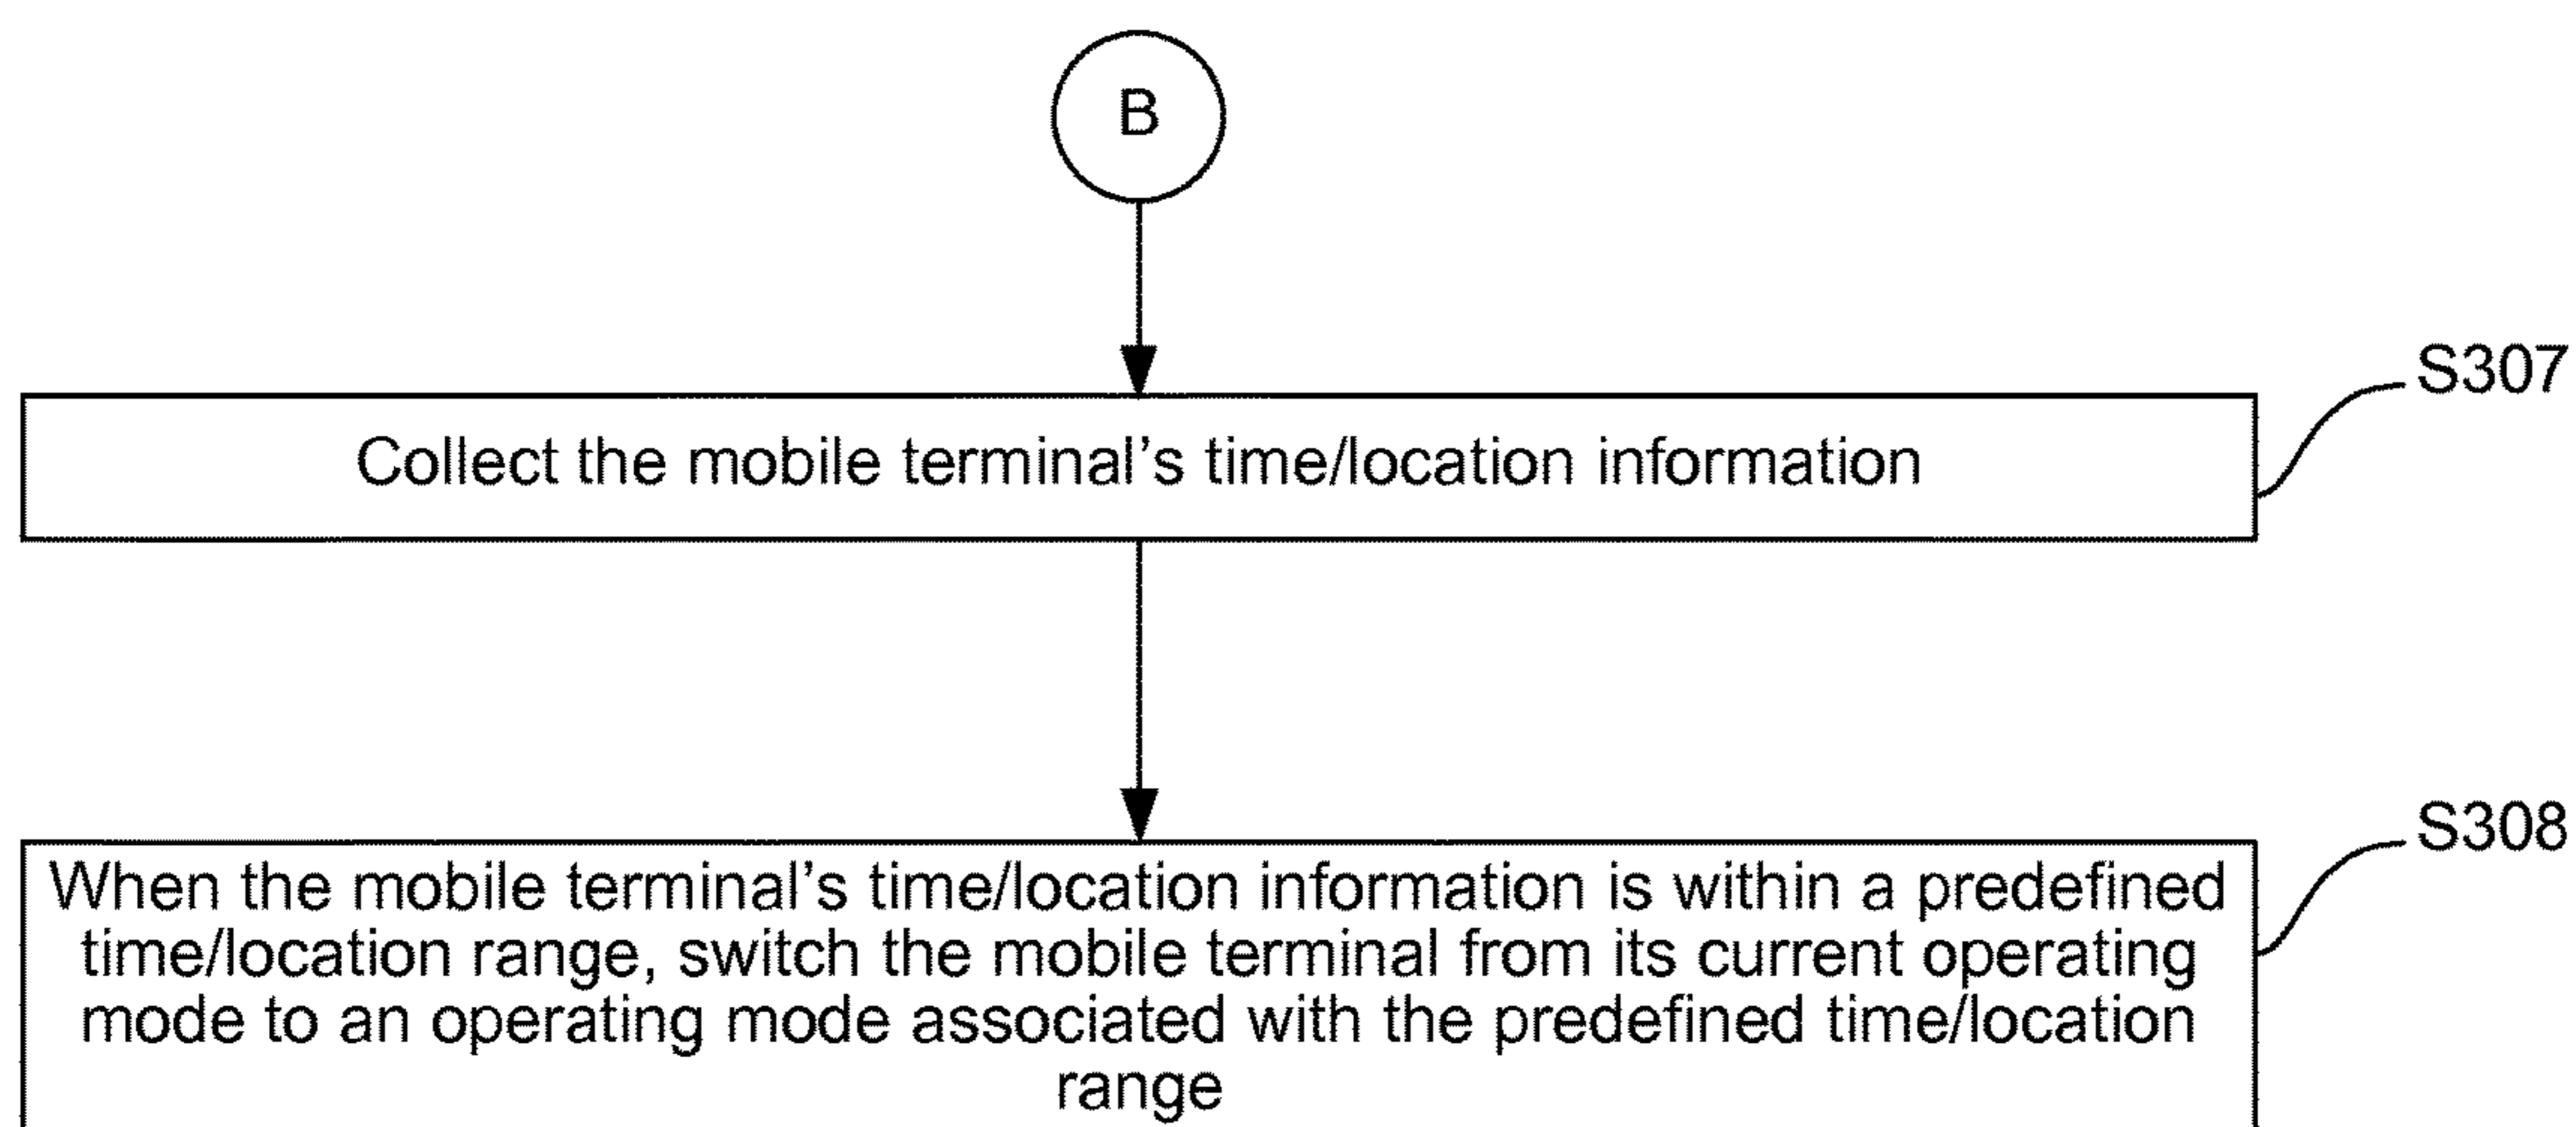 B
S307
Collect the mobile terminal's time/location information
S308
When the mobile terminal's time/location information is within a predefined
time/location range, switch the mobile terminal from its current operating
mode to an operating mode associated with the predefined time/location
range